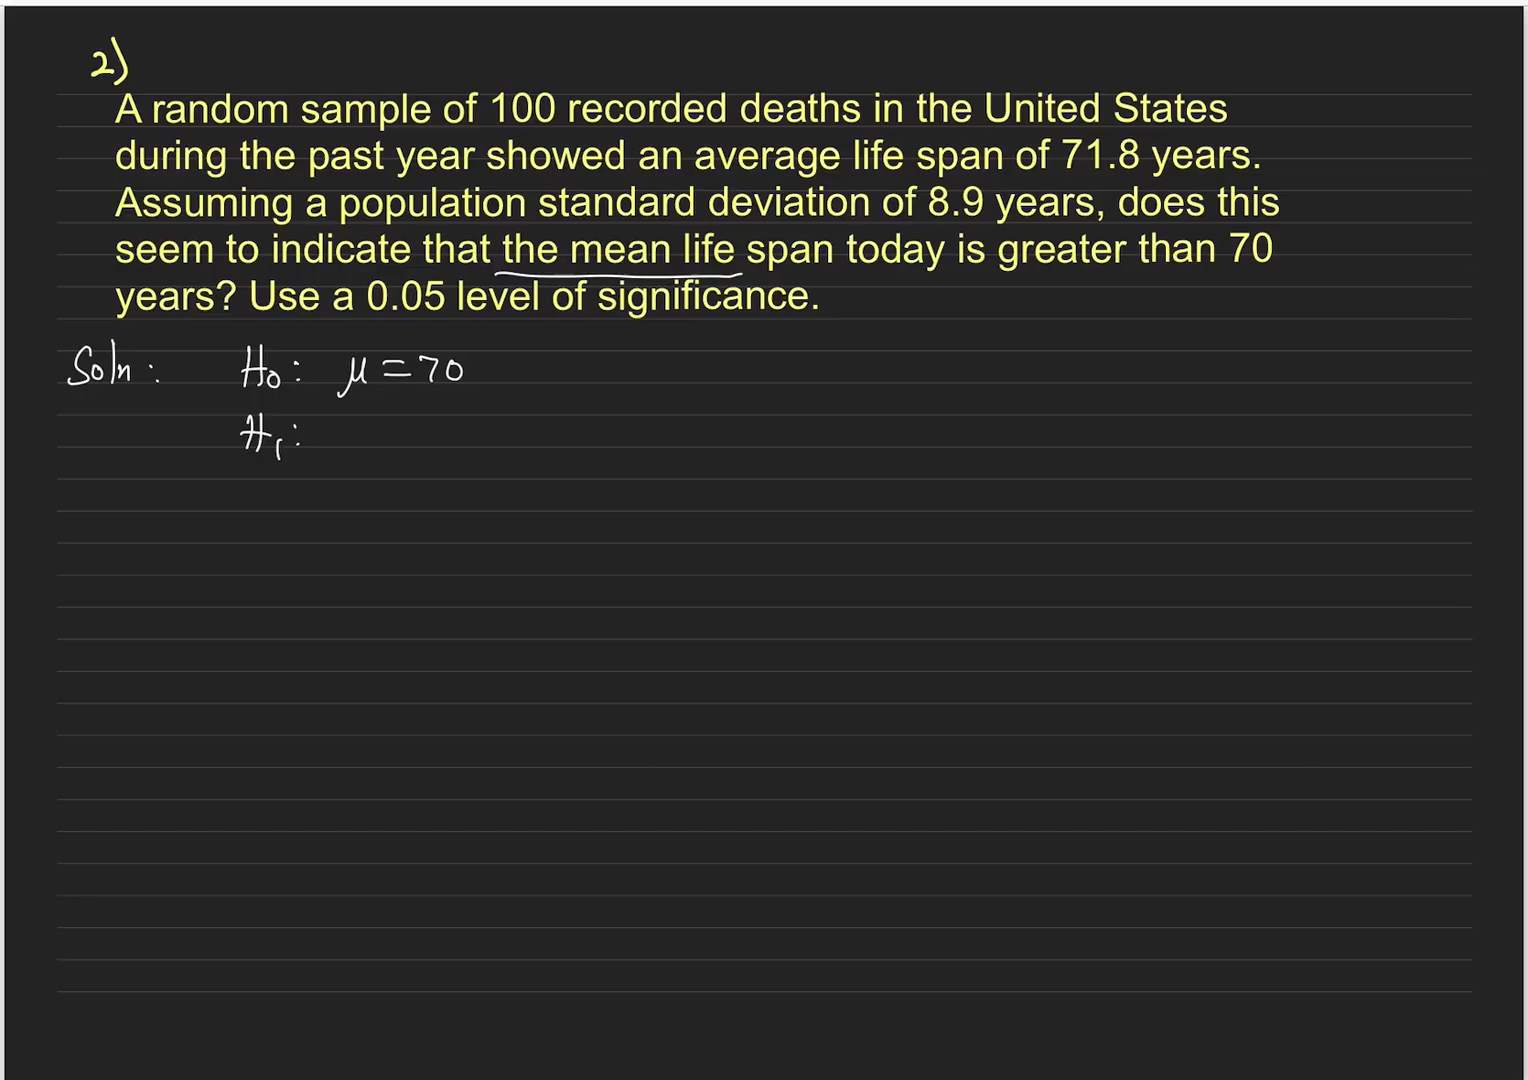 2)
A random sample of 100 recorded deaths in the United States
during the past year showed an average life span of 71.8 years.
Assuming a population standard deviation of 8.9 years, does this
seem to indicate that the mean life span today is greater than 70
years? Use a 0.05 level of significance.
Soln: H₀: μ = 70
H₁: